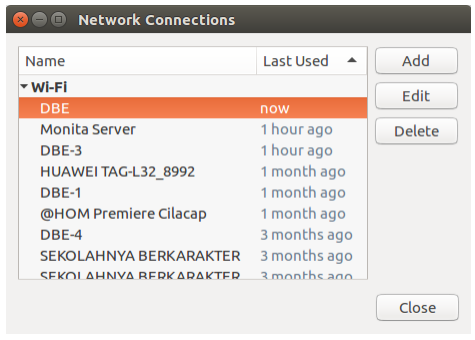 Network Connections
Name Last Used
Wi-Fi
DBE now
Monita Server 1 hour ago
DBE-3 1 hour ago
HUAWEI TAG-L32_8992 1 month ago
DBE-1 1 month ago
@HOM Premiere Cilacap 1 month ago
DBE-4 3 months ago
SEKOLAHNYA BERKARAKTER 3 months ago
SEKOLAHNYA BERKARAKTER 3 months ago
Add
Edit
Delete
Close